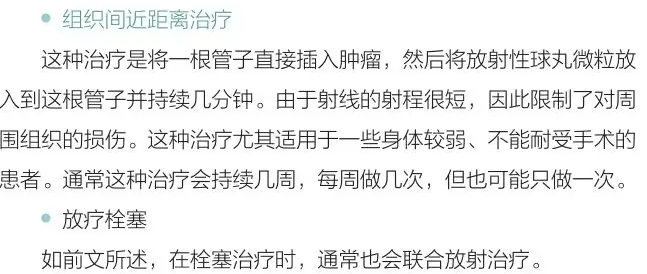 组织间近距离治疗
这种治疗是将一根管子直接插入肿瘤，然后将放射性球丸微粒放
入到这根管子并持续几分钟。由于射线的射程很短，因此限制了对周
围组织的损伤。这种治疗尤其适用于一些身体较弱、不能耐受手术的
患者。通常这种治疗会持续几周，每周做几次，但也可能只做一次。
放疗栓塞
如前文所述，在栓塞治疗时，通常也会联合放射治疗。